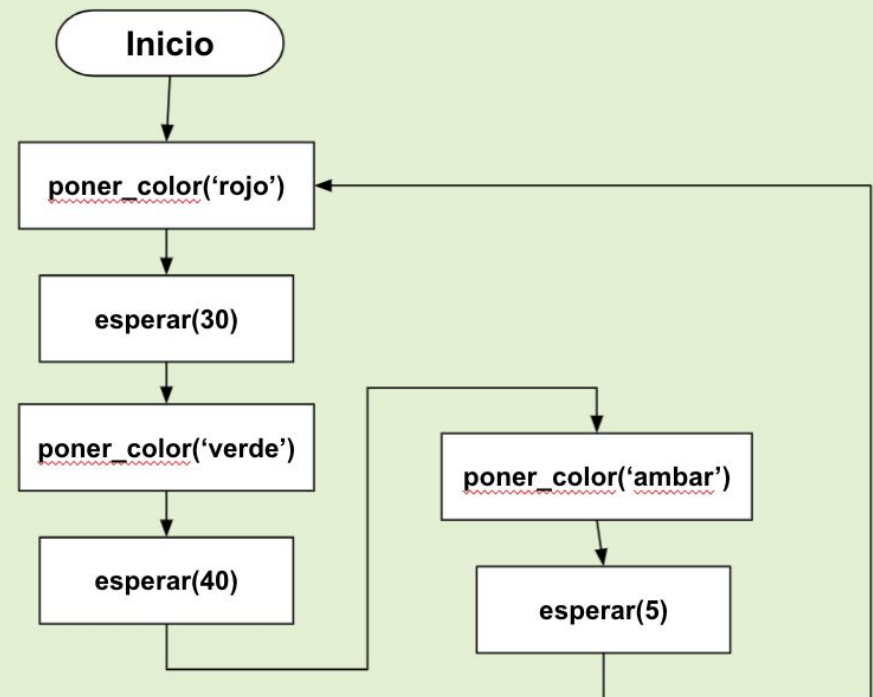 Inicio
poner_color(‘rojo’)
esperar(30)
poner_color(‘verde’)
esperar(40)
poner_color(‘ambar’)
esperar(5)